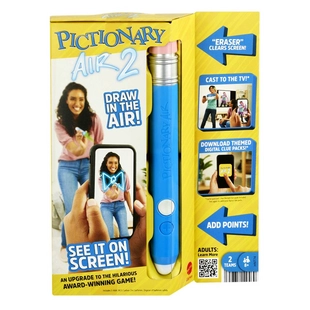 PICTIONARY
AIR 2
DRAW
IN THE
AIR!
SEE IT ON
SCREEN!
AN UPGRADE TO THE HILARIOUS
AWARD-WINNING GAME!
PICTIONARY AIR
"ERASER"
CLEARS SCREEN!
CAST TO THE TV!*
DOWNLOAD THEMED
DIGITAL CLUE PACKS!*
ADD POINTS!
ADULTS:
Learn More
2
TEAMS
8+